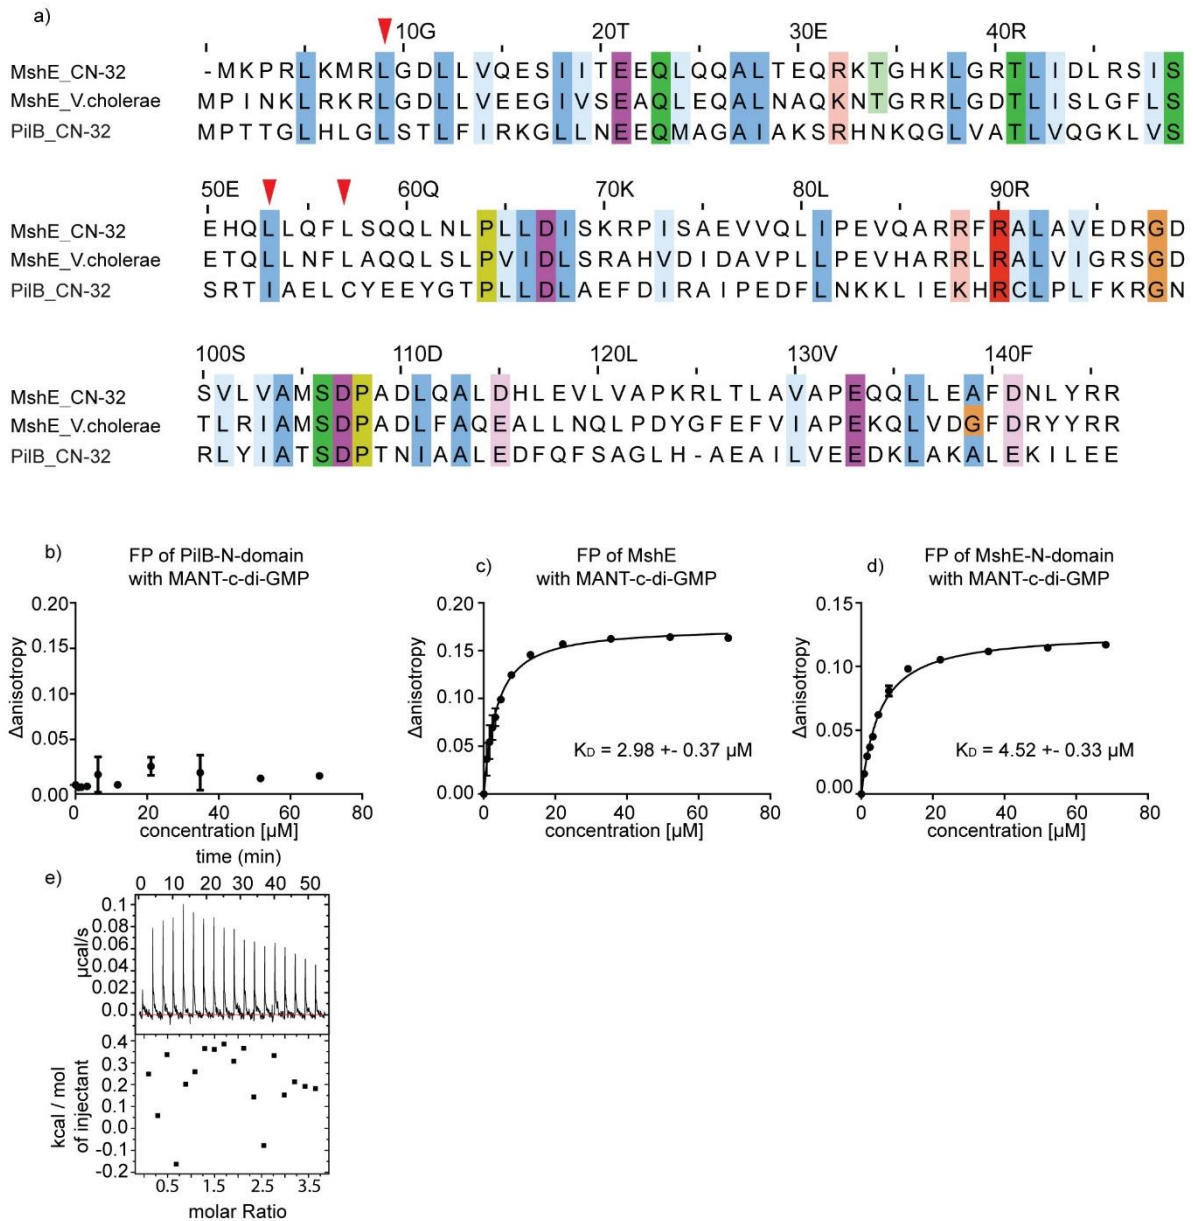 a)
10G 20T 30E 40R
MshE_CN-32 -MKPRLKMRLGDLLVQESIITEEQLQQALTEQRKTGHKLGRTLIDLRSIS
MshE_V.cholerae MPINKLRKRLGDLLVEEGIVSEAQLEQALNAQKNTGRRLGDTLISLGFLS
PilB_CN-32 MPTTGLHLGLSTLFIRKGLLNEEQMAGAIAKSRHNKQGLVATLVQGKLVS
50E 60Q 70K 80L 90R
MshE_CN-32 EHQLLQFLSQQLNLPLLDISKRPISAEVVQLIPEVQARRFRALAVEDRGD
MshE_V.cholerae ETQLLNFLAQQLSLPVIDLSRAHVDIDAVPLLPEVHARRLRALVIGRSGD
PilB_CN-32 SRTIAELCYEEYGTPLLDLAEFDIRAIPEDFLNKKLIEKHRCLPLFKRGN
100S 110D 120L 130V 140F
MshE_CN-32 SVLVAMSDPADLQALDHLEVLVAPKRLTLAVAPEQQLLEAFDNLYRR
MshE_V.cholerae TLRIAMSDPADLFAQEALLNQLPDYGFEFVIAPEKQLVDGFDRYYRR
PilB_CN-32 RLYIATSDPTNIAALEDFQFSAGLH-AEAILVEEDKLAKALEKILEE
b) FP of PilB-N-domain
with MANT-c-di-GMP
Δanisotropy
0.20
0.15
0.10
0.05
0.00
0 20 40 60 80
concentration [µM]
c) FP of MshE
with MANT-c-di-GMP
Δanisotropy
0.20
0.15
0.10
0.05
0.00
KD = 2.98 +- 0.37 µM
0 20 40 60 80
concentration [µM]
d) FP of MshE-N-domain
with MANT-c-di-GMP
Δanisotropy
0.15
0.10
0.05
0.00
KD = 4.52 +- 0.33 µM
0 20 40 60 80
concentration [µM]
e)
time (min)
0 10 20 30 40 50
µcal/s
0.1
0.08
0.06
0.04
0.02
0.0
kcal / mol
of injectant
0.4
0.3
0.2
0.1
0.0
-0.1
-0.2
0.5 1.5 2.5 3.5
molar Ratio